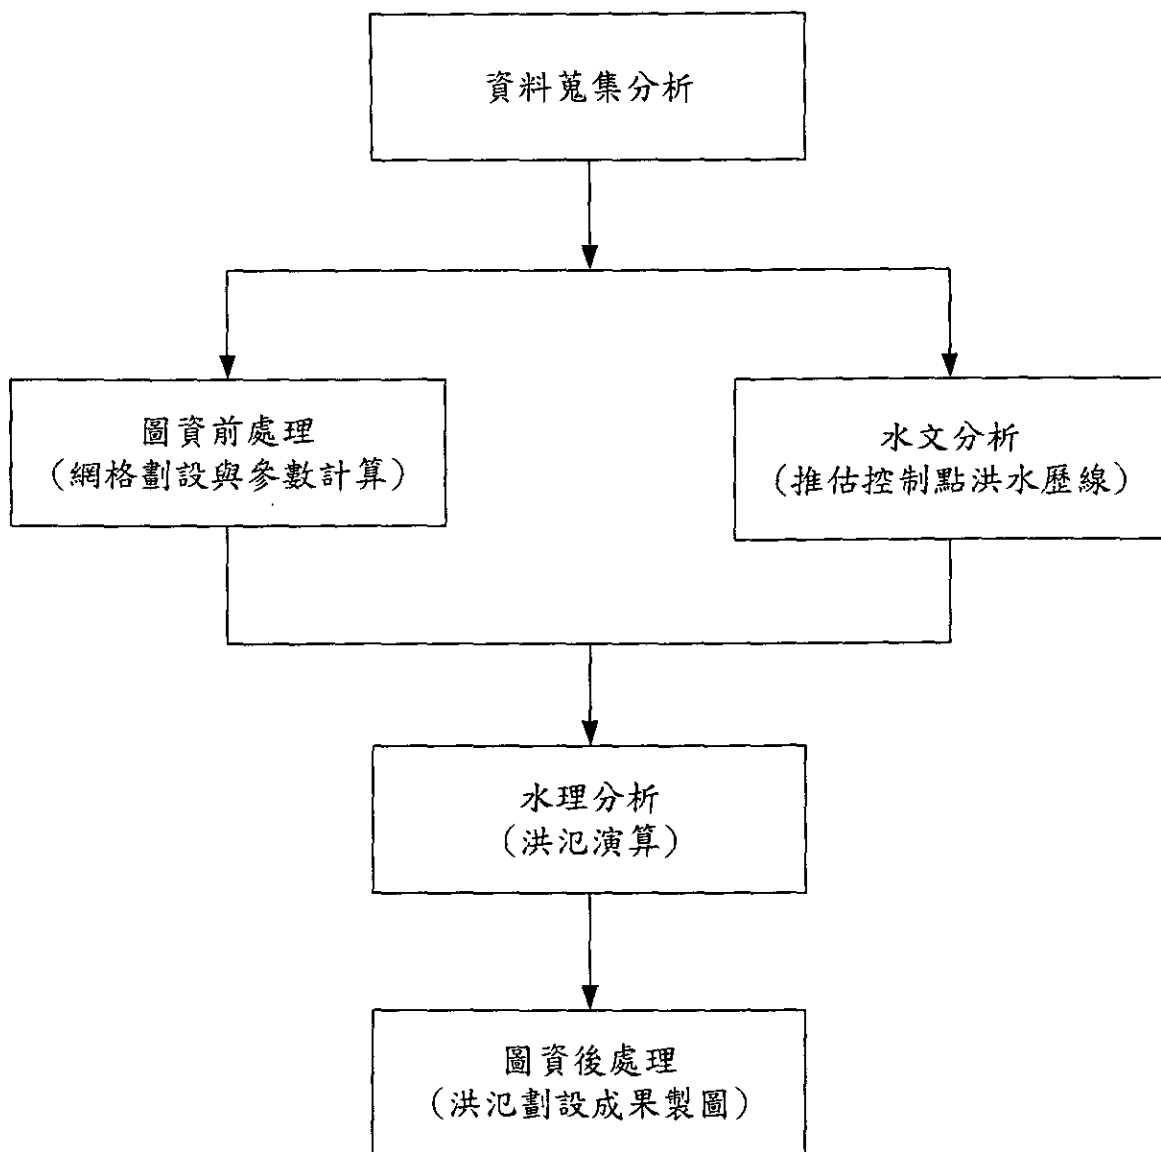 資料蒐集分析
圖資前處理
（網格劃設與參數計算）
水文分析
（推估控制點洪水歷線）
水理分析
（洪氾演算）
圖資後處理
（洪氾劃設成果製圖）